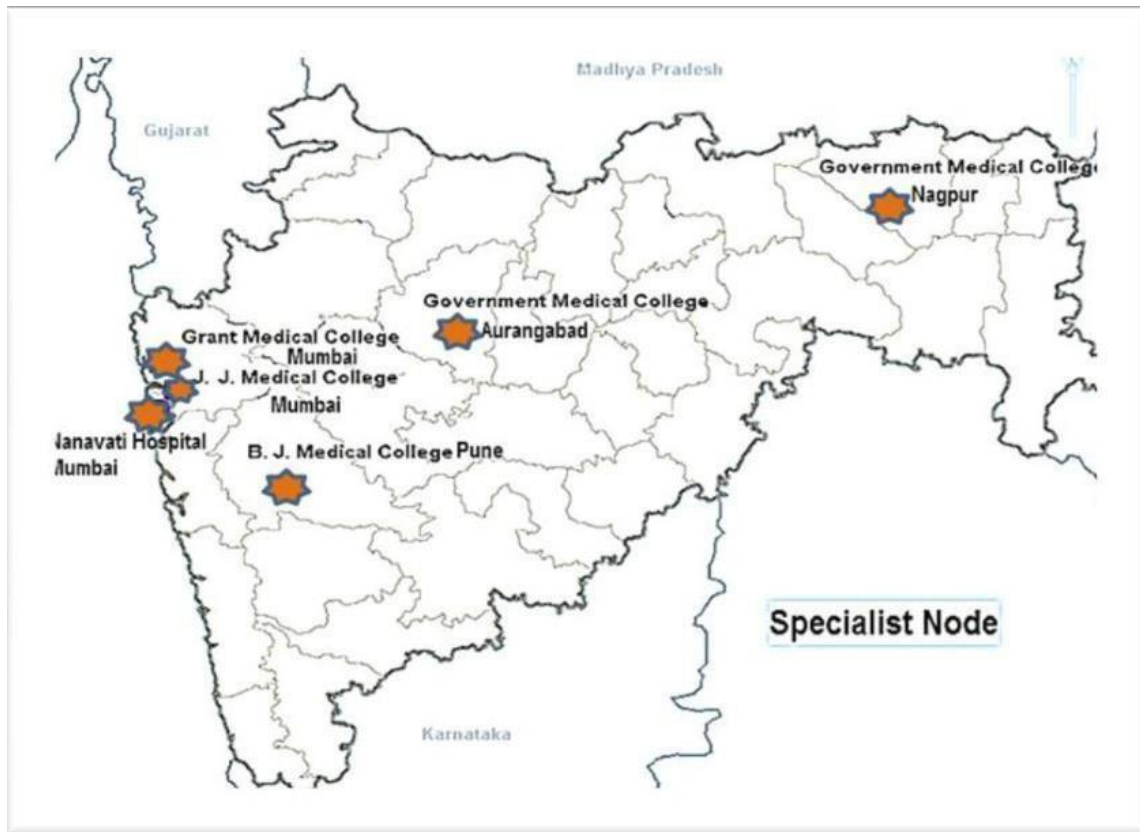 Madhya Pradesh
Gujarat
Government Medical College
Nagpur
Government Medical College
Aurangabad
Grant Medical College
Mumbai
J. J. Medical College
Mumbai
Hospital
Mumbai
B. J. Medical College Pune
Specialist Node
Karnataka